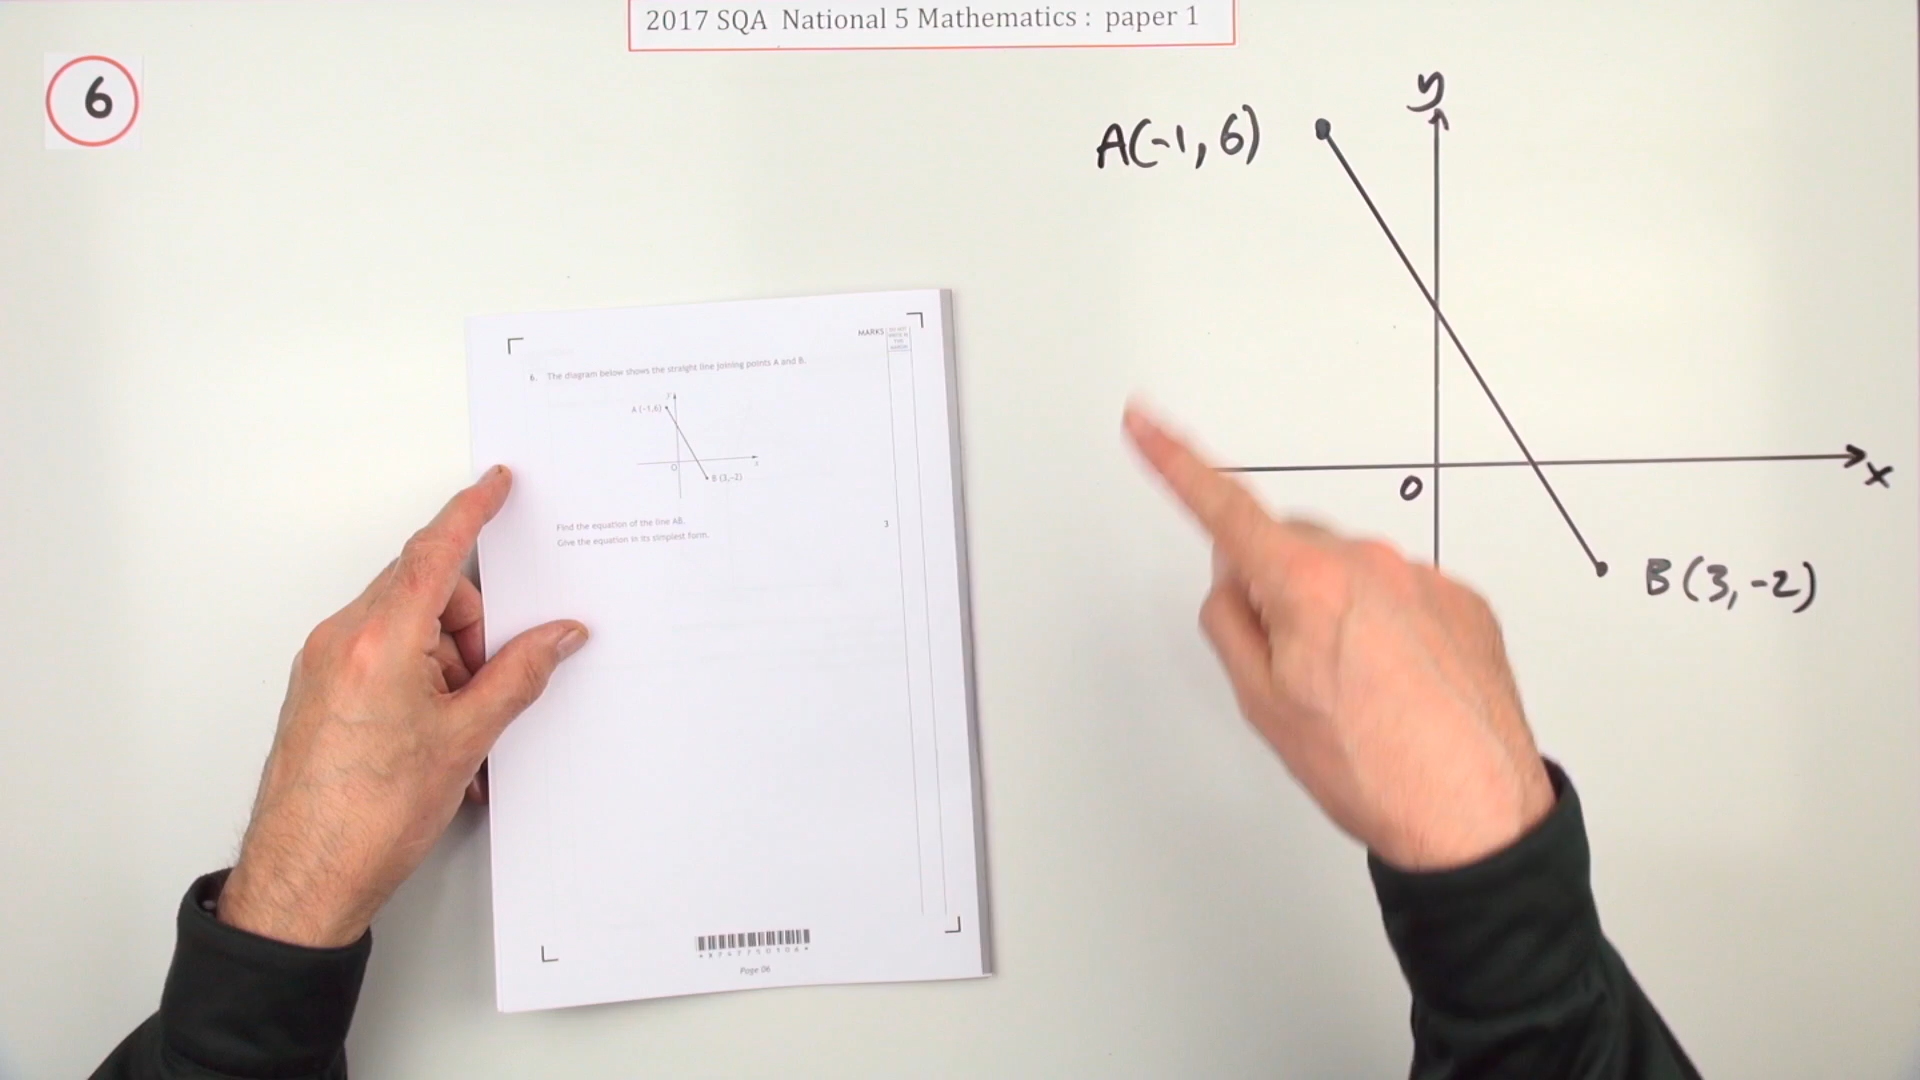 2017 SQA National 5 Mathematics : paper 1
6
y
A(-1, 6)
O
x
B(3, -2)
MARKS
6. The diagram below shows the straight line joining points A and B.
y
A (-1,6)
O
x
B (3,-2)
Find the equation of the line AB.
Give the equation in its simplest form.
3
Page 06